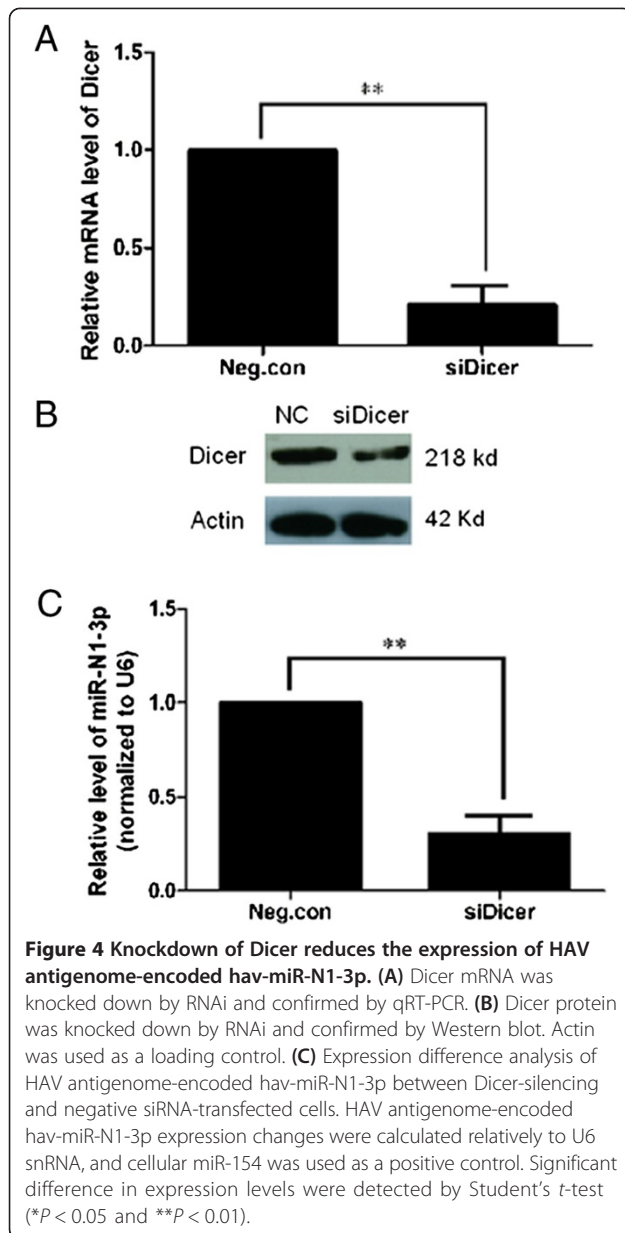 A
Relative mRNA level of Dicer
1.5
1.0
0.5
0.0
**
Neg.con siDicer
B
NC siDicer
Dicer 218 kd
Actin 42 Kd
C
Relative level of miR-N1-3p
(normalized to U6)
1.5
1.0
0.5
0.0
**
Neg.con siDicer
Figure 4 Knockdown of Dicer reduces the expression of HAV
antigenome-encoded hav-miR-N1-3p. (A) Dicer mRNA was
knocked down by RNAi and confirmed by qRT-PCR. (B) Dicer protein
was knocked down by RNAi and confirmed by Western blot. Actin
was used as a loading control. (C) Expression difference analysis of
HAV antigenome-encoded hav-miR-N1-3p between Dicer-silencing
and negative siRNA-transfected cells. HAV antigenome-encoded
hav-miR-N1-3p expression changes were calculated relatively to U6
snRNA, and cellular miR-154 was used as a positive control. Significant
difference in expression levels were detected by Student's t-test
(*P < 0.05 and **P < 0.01).